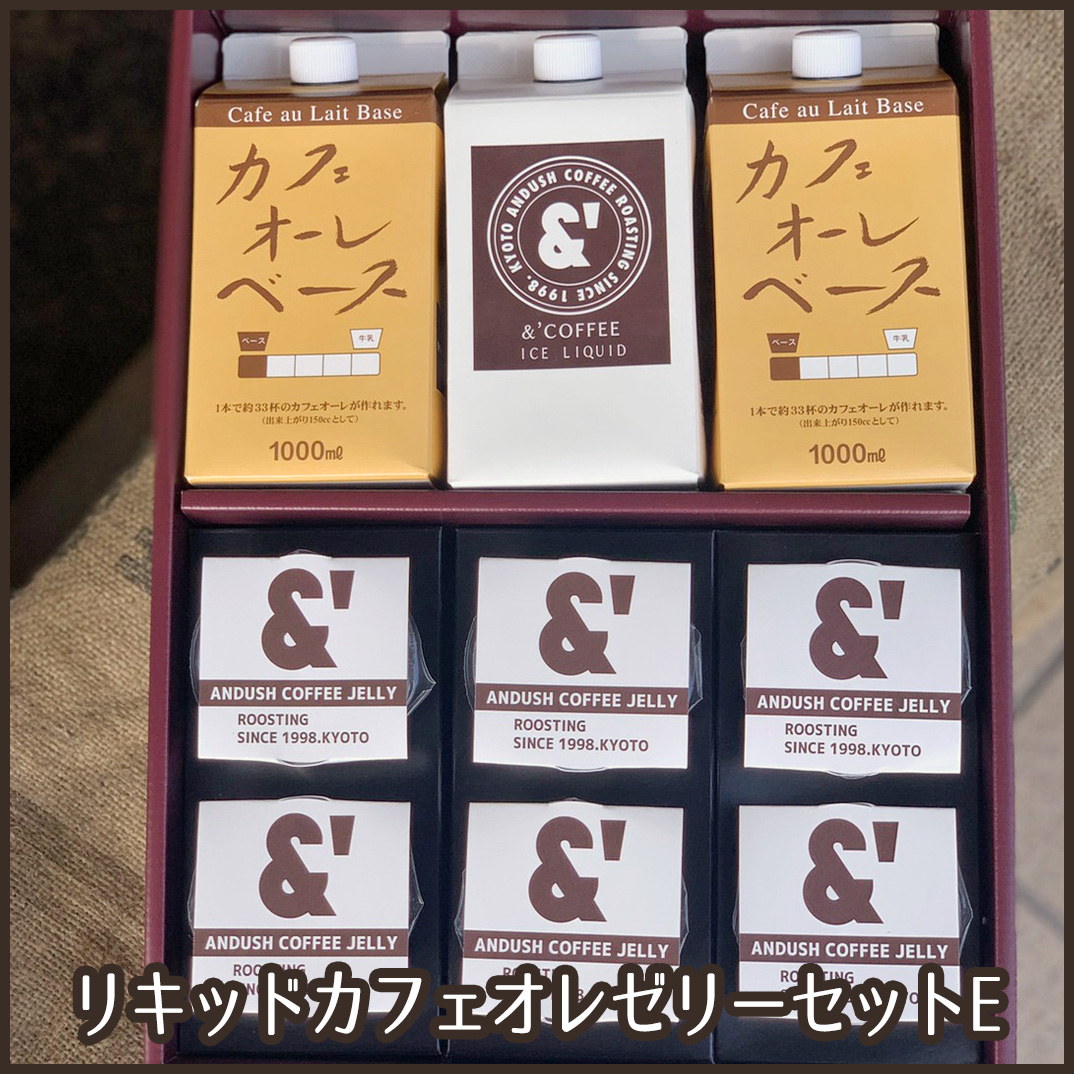 Cafe au Lait Base
カフェ
オーレ
ベース
ベース
牛乳
1本で約33杯のカフェオーレが作れます。
(出来上がり150ccとして)
1000ml
KYOTO ANDUSH COFFEE ROASTING SINCE 1998.
&'
&'COFFEE
ICE LIQUID
Cafe au Lait Base
カフェ
オーレ
ベース
ベース
牛乳
1本で約33杯のカフェオーレが作れます。
(出来上がり150ccとして)
1000ml
&'
ANDUSH COFFEE JELLY
ROOSTING
SINCE 1998.KYOTO
&'
ANDUSH COFFEE JELLY
ROOSTING
SINCE 1998.KYOTO
&'
ANDUSH COFFEE JELLY
ROOSTING
SINCE 1998.KYOTO
&'
ANDUSH COFFEE JELLY
ROOSTING
&'
ANDUSH COFFEE JELLY
ROOSTING
&'
ANDUSH COFFEE JELLY
ROOSTING
リキッドカフェオレゼリーセットE